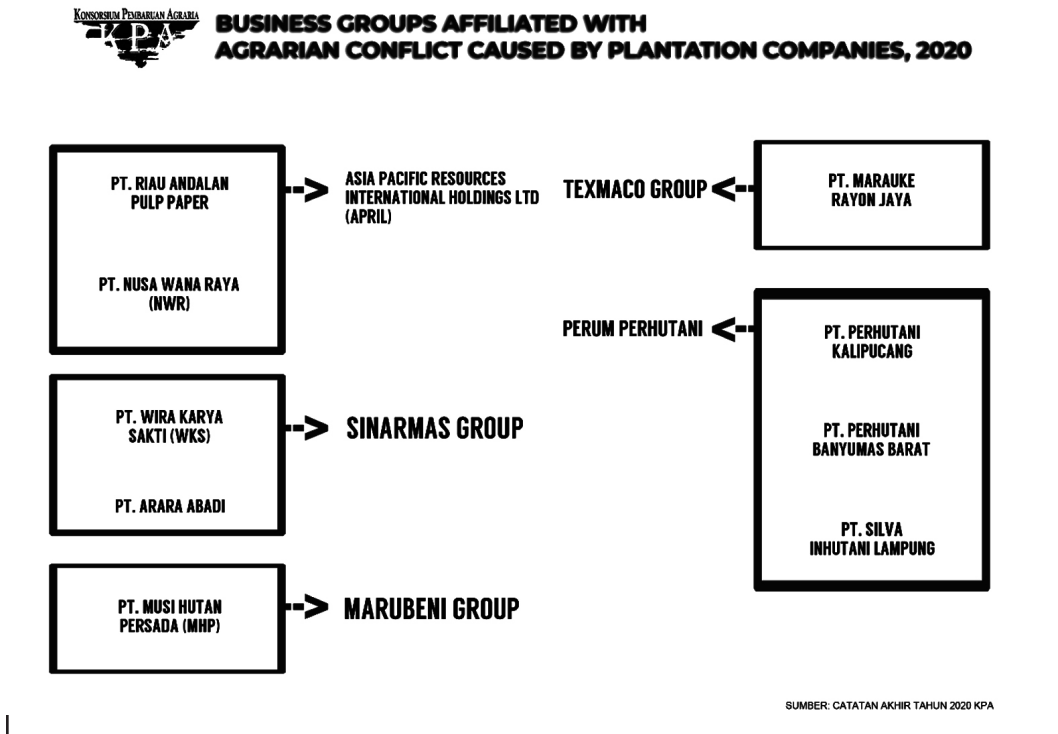 KONSORSIUM PEMBARUAN AGRARIA
KPA
BUSINESS GROUPS AFFILIATED WITH
AGRARIAN CONFLICT CAUSED BY PLANTATION COMPANIES, 2020
PT. RIAU ANDALAN
PULP PAPER
PT. NUSA WANA RAYA
(NWR)
ASIA PACIFIC RESOURCES
INTERNATIONAL HOLDINGS LTD
(APRIL)
PT. WIRA KARYA
SAKTI (WKS)
PT. ARARA ABADI
SINARMAS GROUP
PT. MUSI HUTAN
PERSADA (MHP)
MARUBENI GROUP
TEXMACO GROUP
PT. MARAUKE
RAYON JAYA
PERUM PERHUTANI
PT. PERHUTANI
KALIPUCANG
PT. PERHUTANI
BANYUMAS BARAT
PT. SILVA
INHUTANI LAMPUNG
SUMBER: CATATAN AKHIR TAHUN 2020 KPA